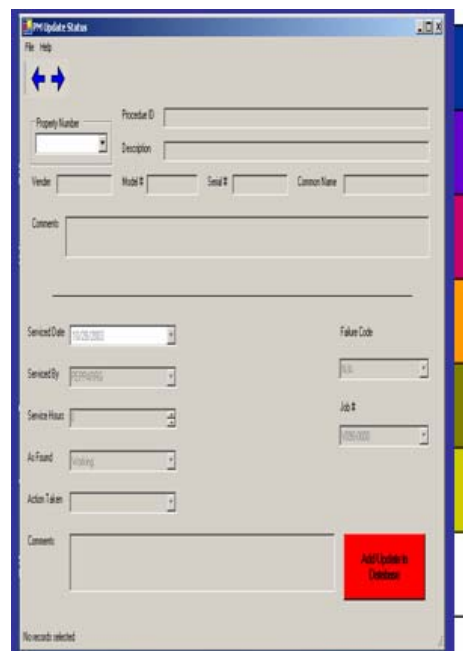 PM Update Status
File Help
Property Number
Procedue ID
Description
Vender Model # Serial # Common Name
Comments
Serviced Date 10/28/2003
Failure Code
Serviced By
N/A
Service Hours
Job #
As Found Working
Action Taken
Comments
Add Update to
Database
No records selected